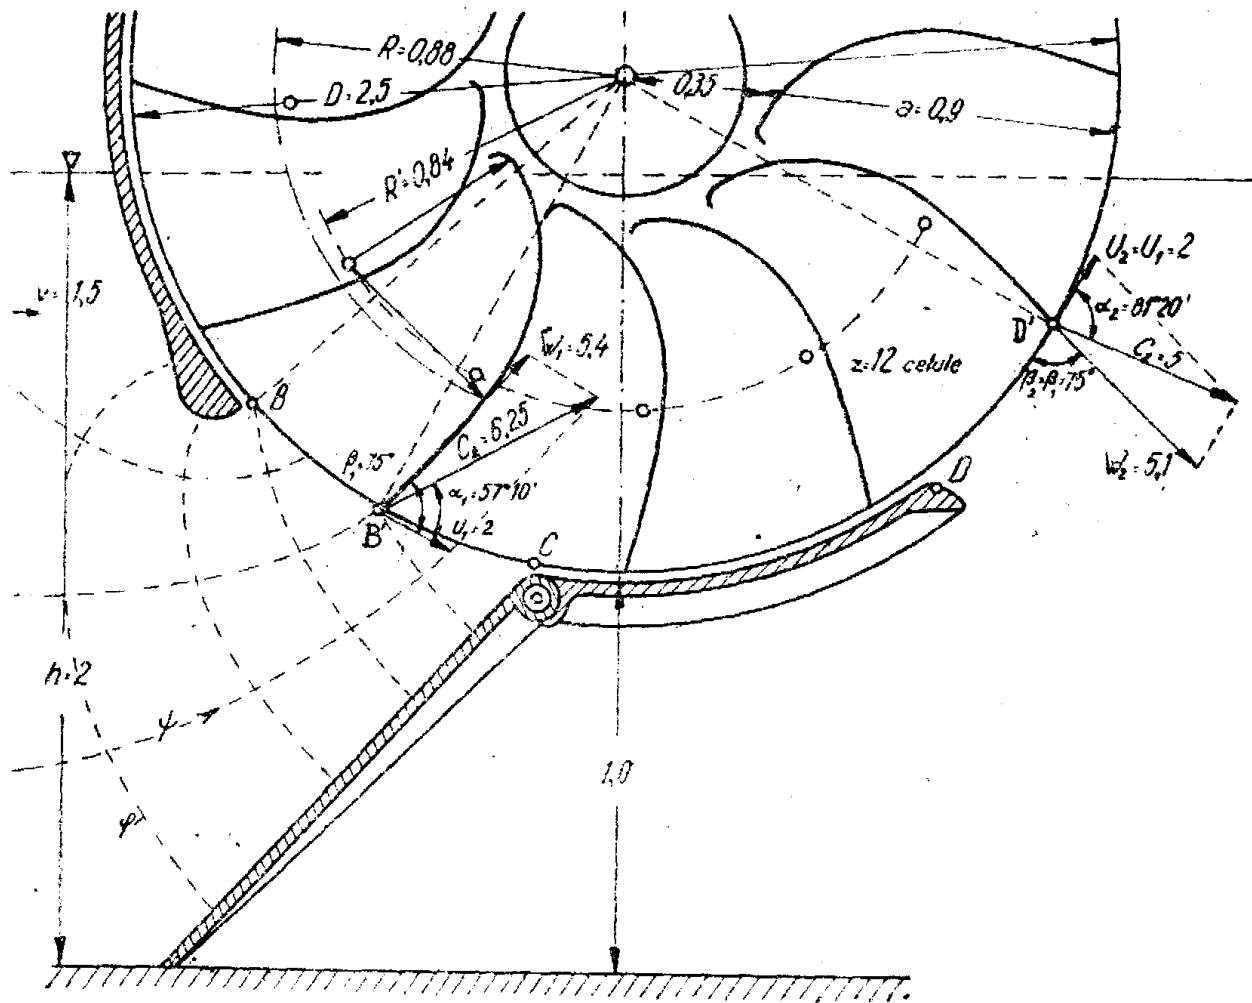 R=0,88
D=2,5
0,35
a=0,9
R'=0,84
v=1,5
U₂=U₁=2
α₂=81°20'
D'
C₂=5
β₂=β₁=75°
W₂=5,1
W₁=5,4
z=12 celule
B
C₁=6,25
β₁=75°
α₁=57°10'
B'
U₁=2
C
D
h=2
ψ
1,0
φ